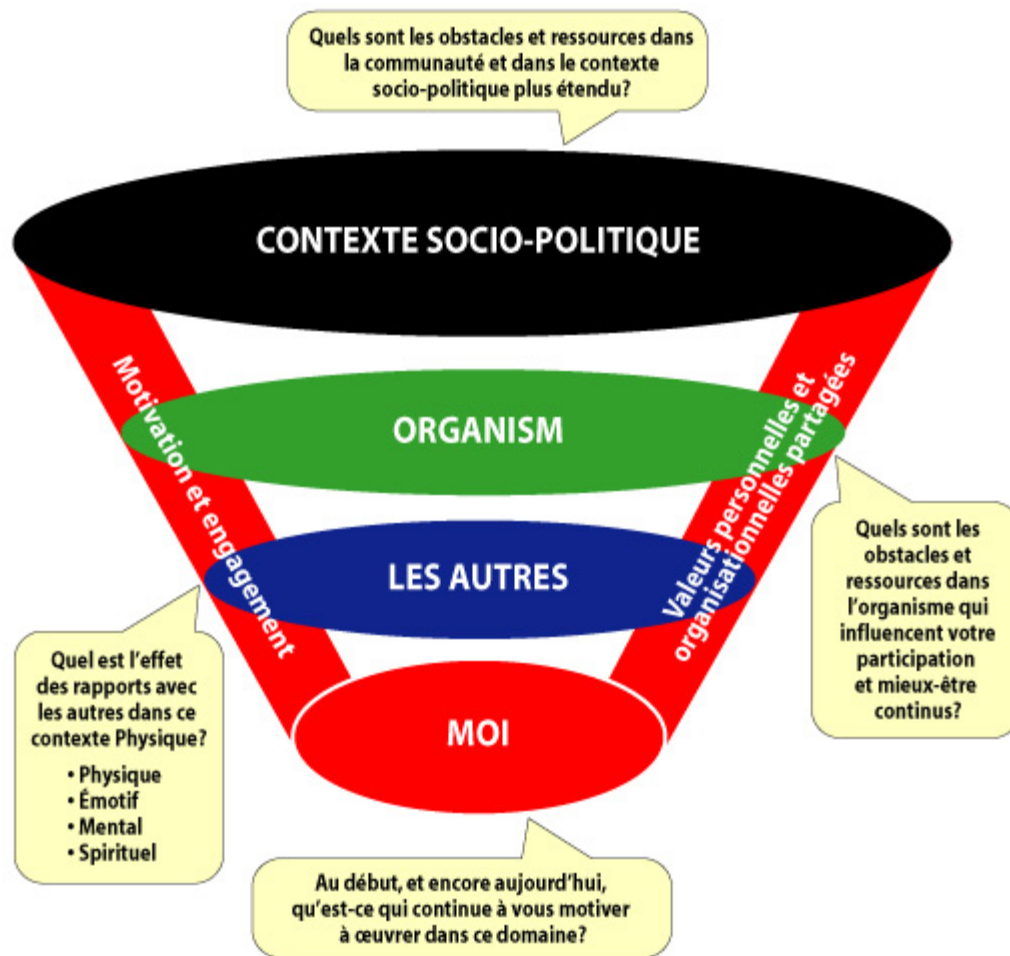 Quels sont les obstacles et ressources dans
la communauté et dans le contexte
socio-politique plus étendu?
CONTEXTE SOCIO-POLITIQUE
Motivation et engagement
Valeurs personnelles et
organisationnelles partagées
ORGANISM
LES AUTRES
Quels sont les
obstacles et
ressources dans
l'organisme qui
influencent votre
participation
et mieux-être
continus?
Quel est l'effet
des rapports avec
les autres dans ce
contexte Physique?
• Physique
• Émotif
• Mental
• Spirituel
MOI
Au début, et encore aujourd'hui,
qu'est-ce qui continue à vous motiver
à œuvrer dans ce domaine?